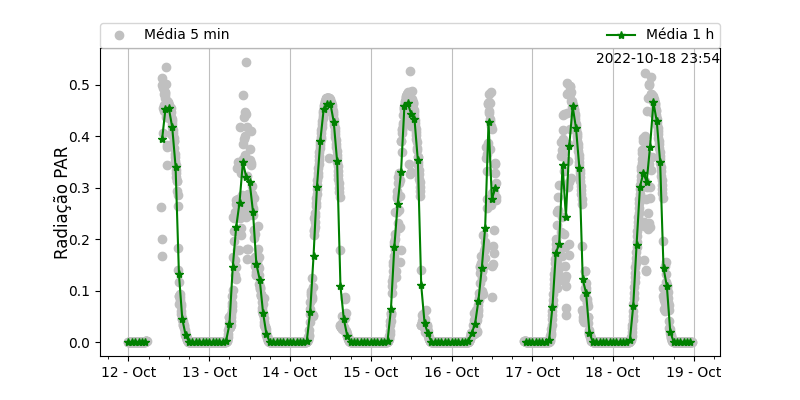 Média 5 min
Média 1 h
2022-10-18 23:54
Radiação PAR
0.5
0.4
0.3
0.2
0.1
0.0
12 - Oct
13 - Oct
14 - Oct
15 - Oct
16 - Oct
17 - Oct
18 - Oct
19 - Oct